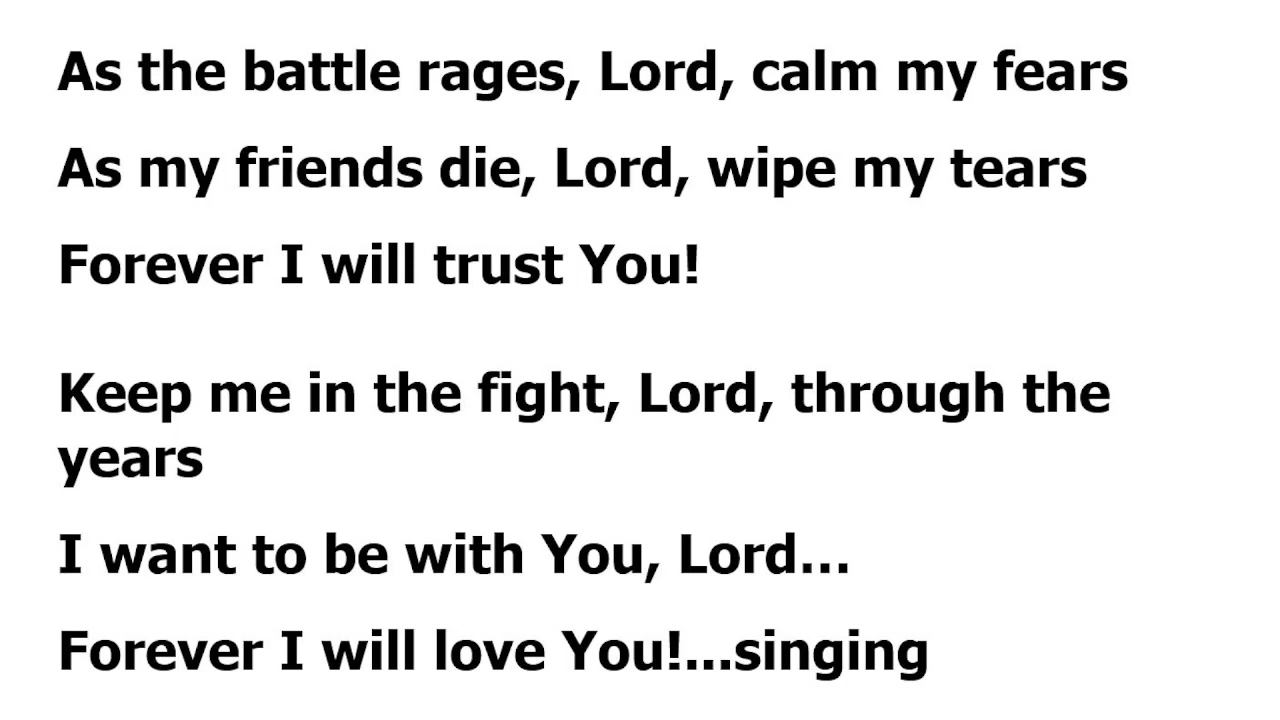 As the battle rages, Lord, calm my fears
As my friends die, Lord, wipe my tears
Forever I will trust You!
Keep me in the fight, Lord, through the
years
I want to be with You, Lord...
Forever I will love You!...singing